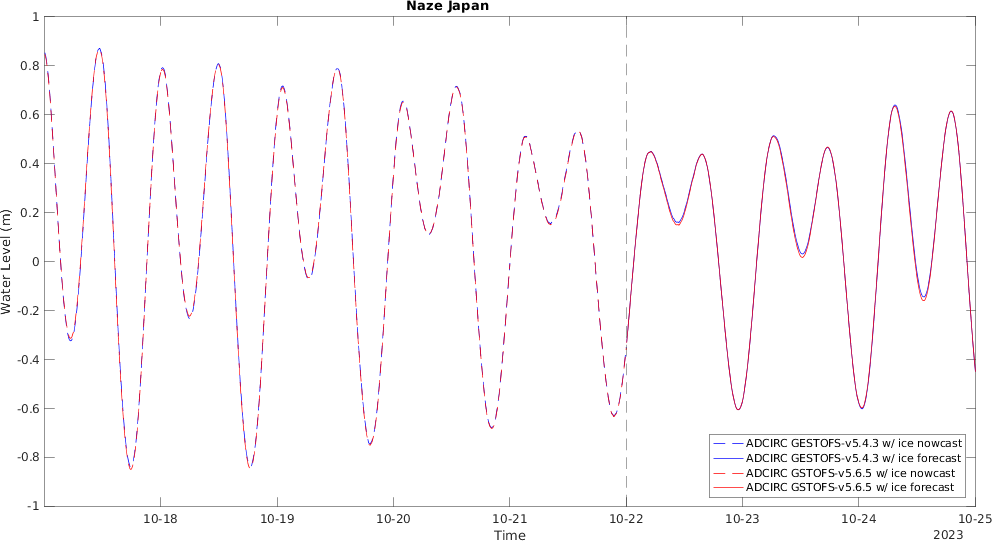 Naze Japan
1
0.8
0.6
0.4
0.2
0
-0.2
-0.4
-0.6
-0.8
-1
Water Level (m)
10-18
10-19
10-20
10-21
10-22
10-23
10-24
10-25
2023
Time
ADCIRC GESTOFS-v5.4.3 w/ ice nowcast
ADCIRC GESTOFS-v5.4.3 w/ ice forecast
ADCIRC GSTOFS-v5.6.5 w/ ice nowcast
ADCIRC GSTOFS-v5.6.5 w/ ice forecast